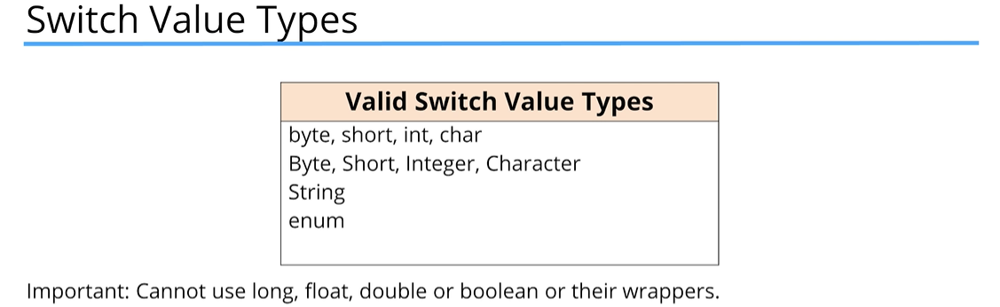 Switch Value Types
Valid Switch Value Types
byte, short, int, char
Byte, Short, Integer, Character
String
enum
Important: Cannot use long, float, double or boolean or their wrappers.